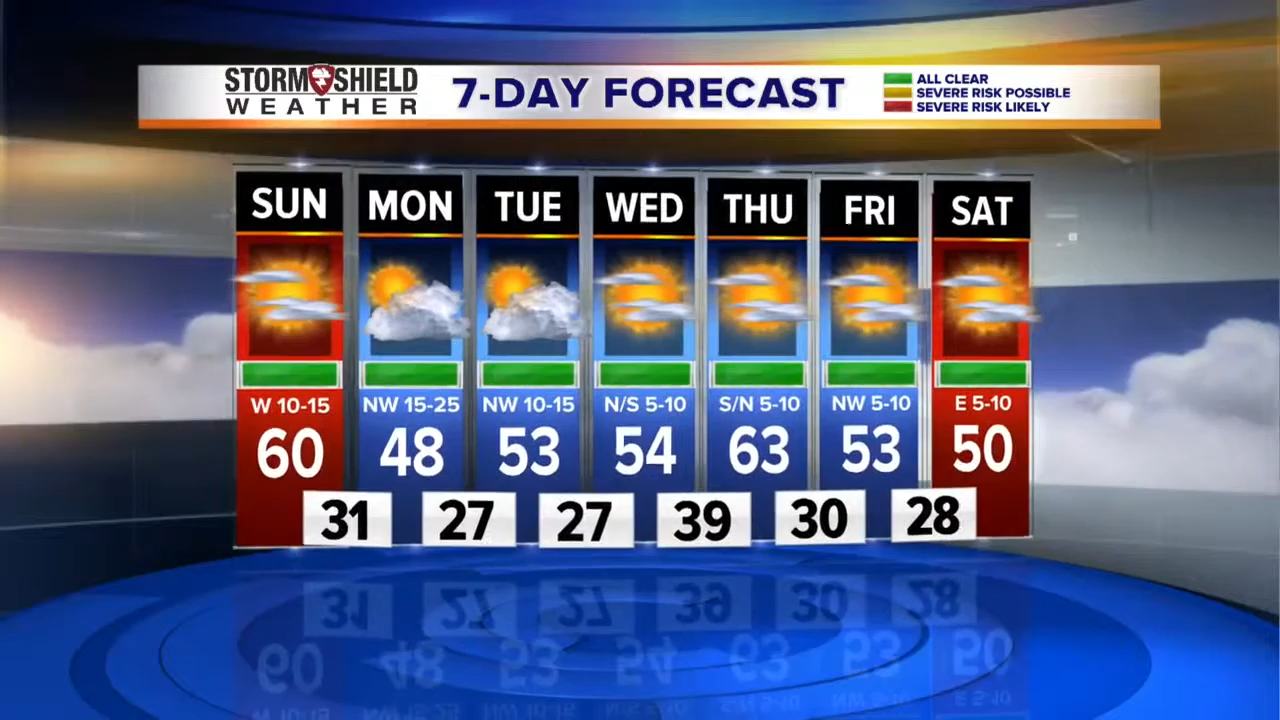 STORM SHIELD
WEATHER
7-DAY FORECAST
ALL CLEAR
SEVERE RISK POSSIBLE
SEVERE RISK LIKELY
SUN MON TUE WED THU FRI SAT
W 10-15 NW 15-25 NW 10-15 N/S 5-10 S/N 5-10 NW 5-10 E 5-10
60 48 53 54 63 53 50
31 27 27 39 30 28